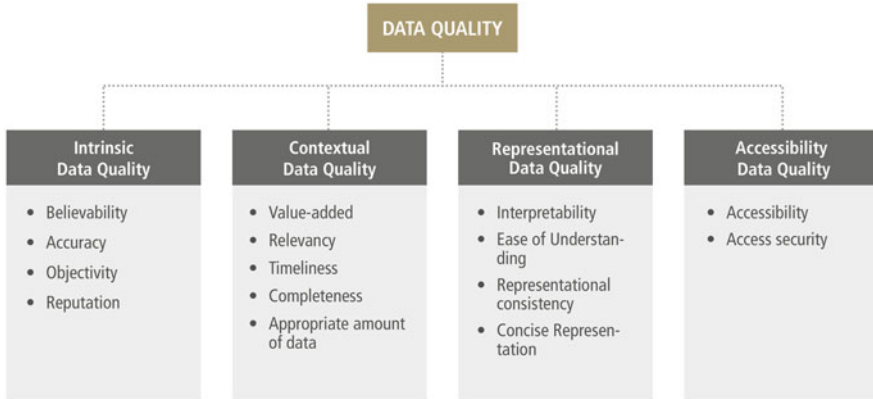 DATA QUALITY
Intrinsic
Data Quality
• Believability
• Accuracy
• Objectivity
• Reputation
Contextual
Data Quality
• Value-added
• Relevancy
• Timeliness
• Completeness
• Appropriate amount
of data
Representational
Data Quality
• Interpretability
• Ease of Understan-
ding
• Representational
consistency
• Concise Represen-
tation
Accessibility
Data Quality
• Accessibility
• Access security